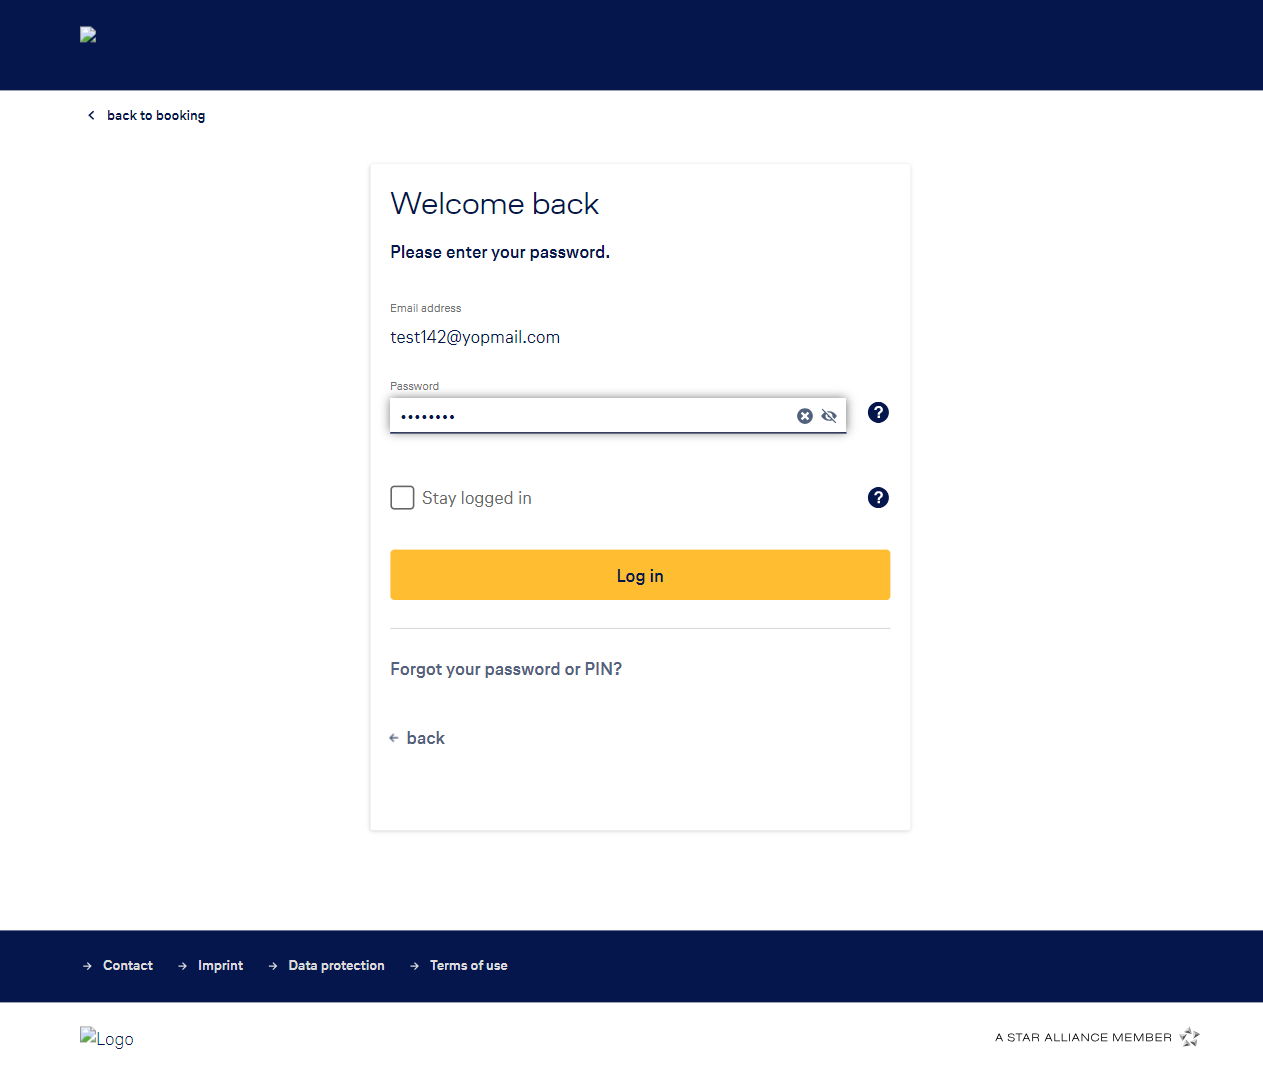 back to booking
Welcome back
Please enter your password.
Email address
test142@yopmail.com
Password
••••••••
Stay logged in
Log in
Forgot your password or PIN?
back
Contact Imprint Data protection Terms of use
Logo
A STAR ALLIANCE MEMBER